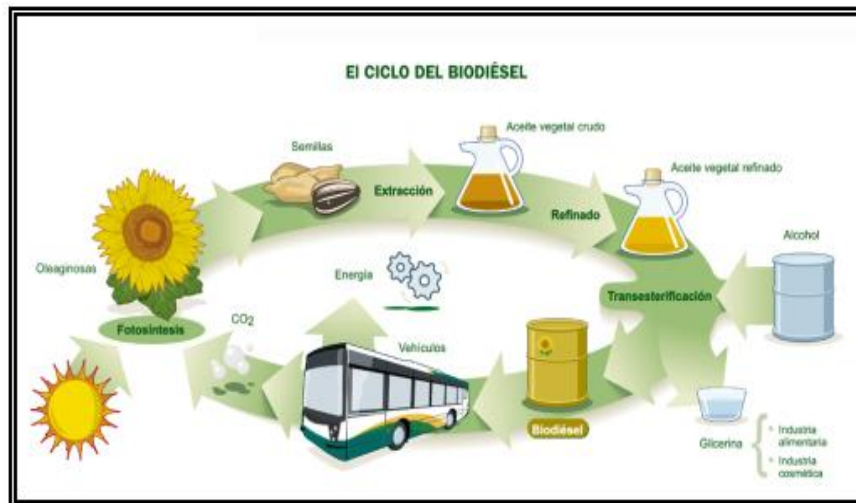 El CICLO DEL BIODIÉSEL
Semillas
Aceite vegetal crudo
Aceite vegetal refinado
Extracción
Refinado
Alcohol
Oleaginosas
Energía
Transesterificación
Fotosíntesis
CO2
Vehículos
Biodiésel
Glicerina
Industria
alimentaria
Industria
cosmética